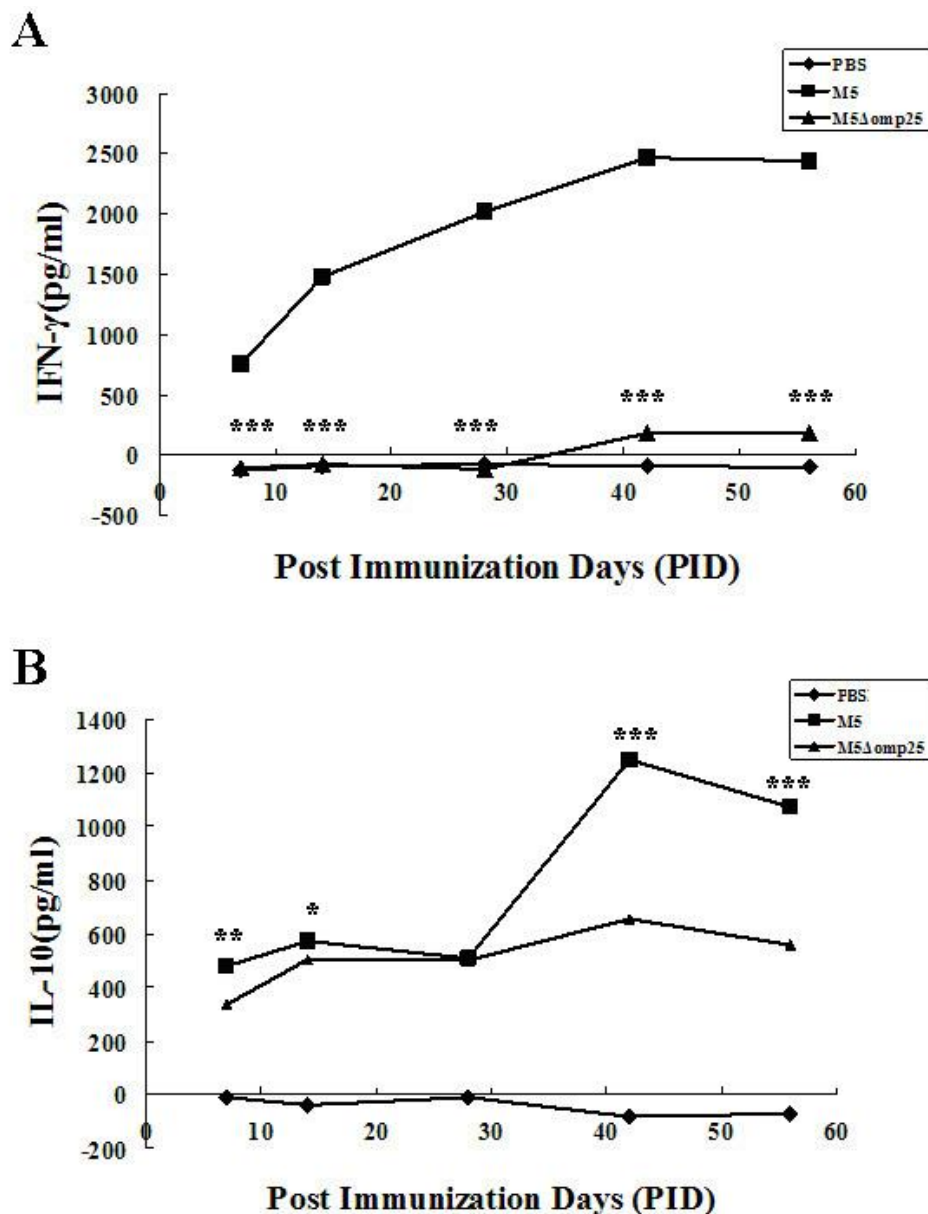 A
PBS
M5
M5Δomp25
3000
2500
2000
1500
1000
500
0
-500
IFN-γ(pg/ml)
*** *** *** *** ***
0 10 20 30 40 50 60
Post Immunization Days (PID)
B
PBS
M5
M5Δomp25
1400
1200
1000
800
600
400
200
0
-200
IL-10(pg/ml)
** * *** ***
0 10 20 30 40 50 60
Post Immunization Days (PID)